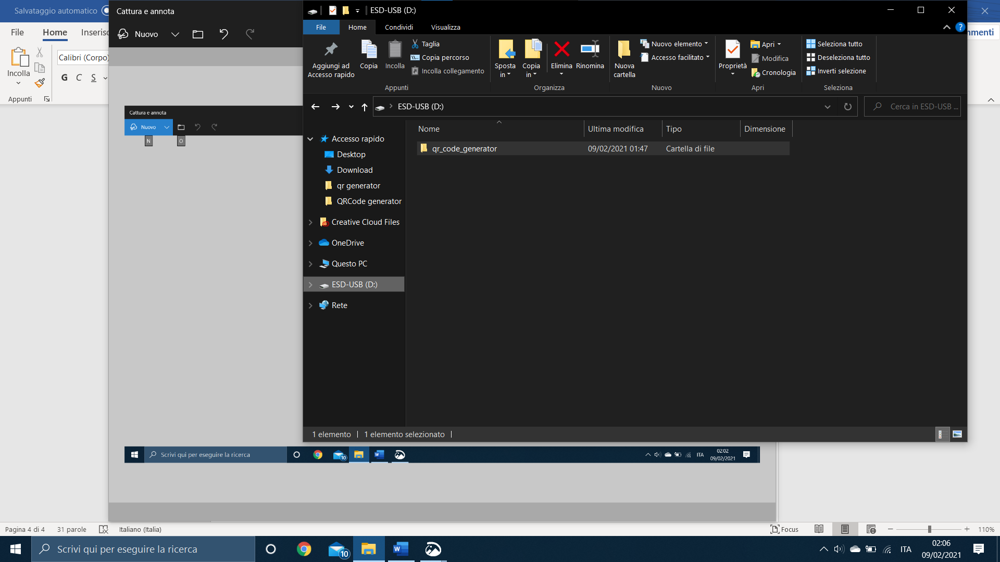 Salvataggio automatico
File
Home
Calibri (Corpo)
Incolla
G C S
Appunti
Cattura e annota
Nuovo
Cattura e annota
Nuovo
N
O
Scrivi qui per eseguire la ricerca
10
ITA
02:02
09/02/2021
ESD-USB (D:)
File
Home
Condividi
Visualizza
?
Aggiungi ad
Accesso rapido
Copia
Incolla
Taglia
Copia percorso
Incolla collegamento
Appunti
Sposta
in
Copia
in
Elimina
Rinomina
Organizza
Nuova
cartella
Nuovo elemento
Accesso facilitato
Nuovo
Proprietà
Apri
Modifica
Cronologia
Apri
Seleziona tutto
Deseleziona tutto
Inverti selezione
Seleziona
ESD-USB (D:)
Cerca in ESD-USB ...
Nome
Ultima modifica
Tipo
Dimensione
qr_code_generator
09/02/2021 01:47
Cartella di file
Accesso rapido
Desktop
Download
qr generator
QRCode generator
Creative Cloud Files
OneDrive
Questo PC
ESD-USB (D:)
Rete
1 elemento
1 elemento selezionato
Pagina 4 di 4
31 parole
Italiano (Italia)
Focus
110%
Scrivi qui per eseguire la ricerca
10
ITA
02:06
09/02/2021